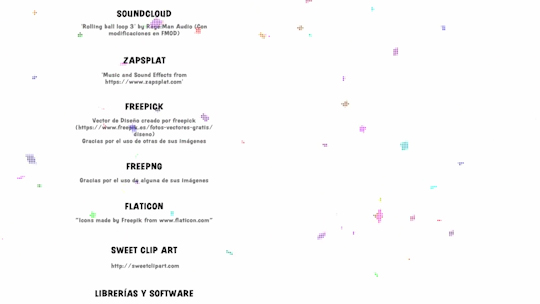 SOUNDCLOUD
'Rolling ball loop 3' by Rage Man Audio (Con
modificaciones en FMOD)
ZAPSPLAT
'Music and Sound Effects from
https://www.zapsplat.com'
FREEPICK
Vector de Diseño creado por freepick
(https://www.freepik.es/fotos-vectores-gratis/
diseno)
Gracias por el uso de otras de sus imágenes
FREEPNG
Gracias por el uso de alguna de sus imágenes
FLATICON
"Icons made by Freepik from www.flaticon.com"
SWEET CLIP ART
http://sweetclipart.com
LIBRERÍAS Y SOFTWARE